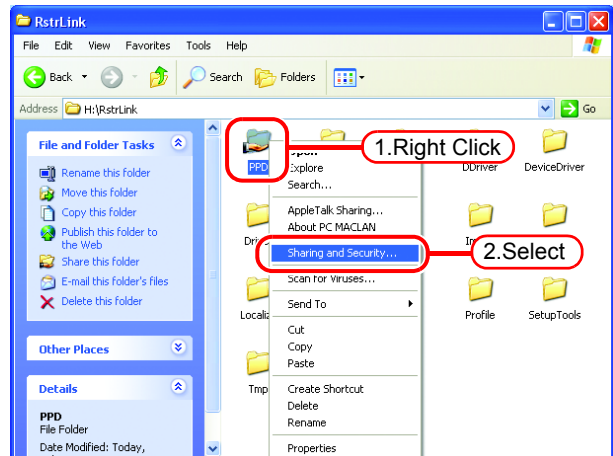 RstrLink
File Edit View Favorites Tools Help
Back Search Folders
Address H:\RstrLink Go
File and Folder Tasks
Rename this folder
Move this folder
Copy this folder
Publish this folder to
the Web
Share this folder
E-mail this folder's files
Delete this folder
Other Places
Details
PPD
File Folder
Date Modified: Today,
PPD
1.Right Click
DDriver
DeviceDriver
Explore
Search...
AppleTalk Sharing...
About PC MACLAN
Sharing and Security...
2.Select
Scan for Viruses...
Send To
Cut
Copy
Paste
Create Shortcut
Delete
Rename
Properties
Localiz
Profile
SetupTools
Tmp